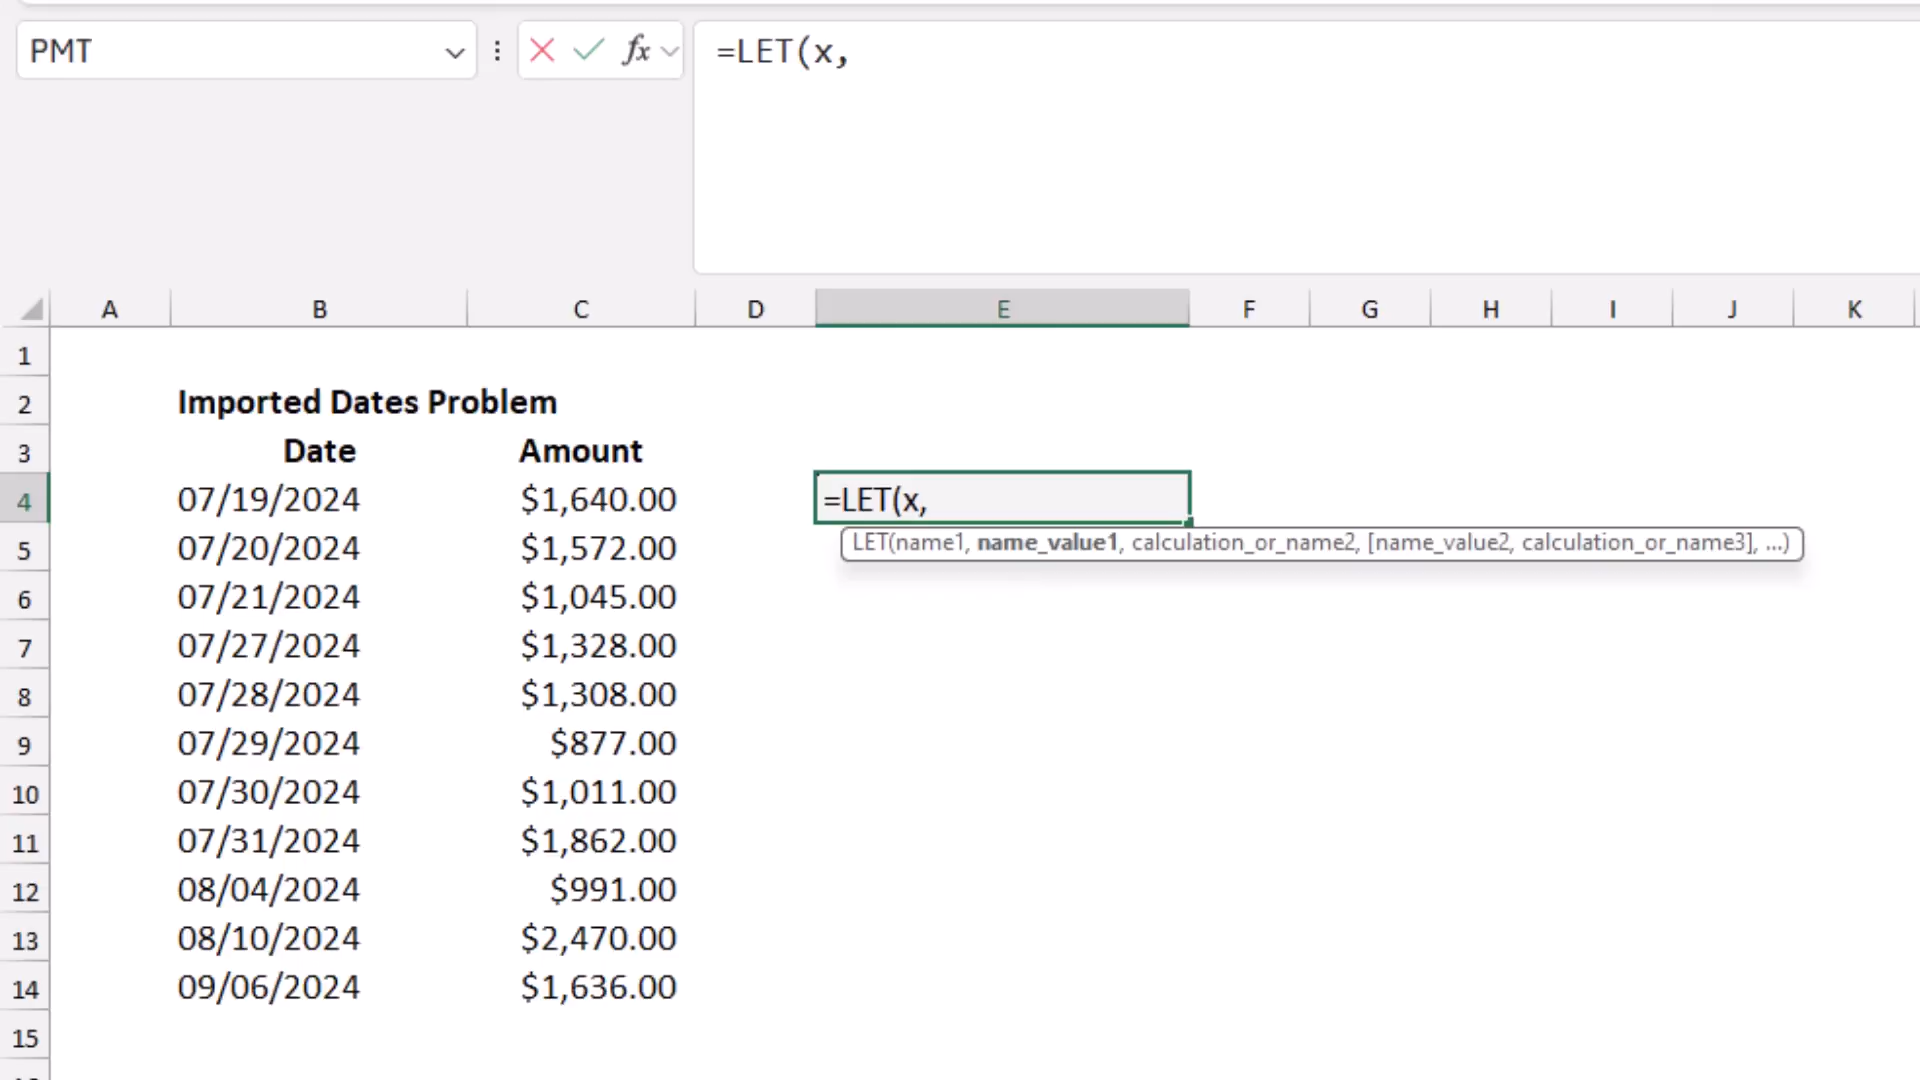 PMT
fx
=LET(x,
A B C D E F G H I J K
1
2 Imported Dates Problem
3 Date Amount
4 07/19/2024 $1,640.00 =LET(x,
5 07/20/2024 $1,572.00 LET(name1, name_value1, calculation_or_name2, [name_value2, calculation_or_name3], ...)
6 07/21/2024 $1,045.00
7 07/27/2024 $1,328.00
8 07/28/2024 $1,308.00
9 07/29/2024 $877.00
10 07/30/2024 $1,011.00
11 07/31/2024 $1,862.00
12 08/04/2024 $991.00
13 08/10/2024 $2,470.00
14 09/06/2024 $1,636.00
15